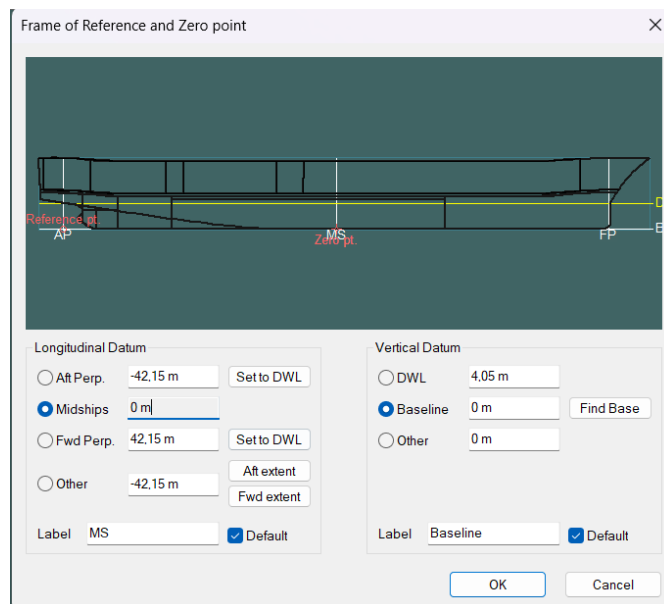 Frame of Reference and Zero point
D
Reference pt.
AP
MS
Zero pt.
FP
B
Longitudinal Datum
Aft Perp.
-42,15 m
Set to DWL
Midships
0 m
Fwd Perp.
42,15 m
Set to DWL
Other
-42,15 m
Aft extent
Fwd extent
Label
MS
Default
Vertical Datum
DWL
4,05 m
Baseline
0 m
Find Base
Other
0 m
Label
Baseline
Default
OK
Cancel